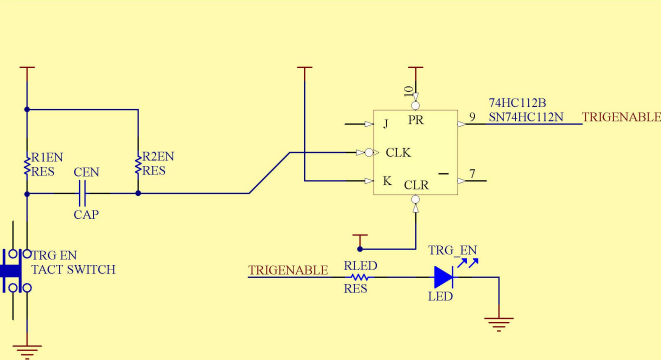 10
74HC112B
PR
9
SN74HC112N
TRIGENABLE
J
R1EN
RES
CEN
R2EN
RES
CLK
K
7
CLR
CAP
TRG EN
TACT SWITCH
TRG_EN
TRIGENABLE
RLED
RES
LED